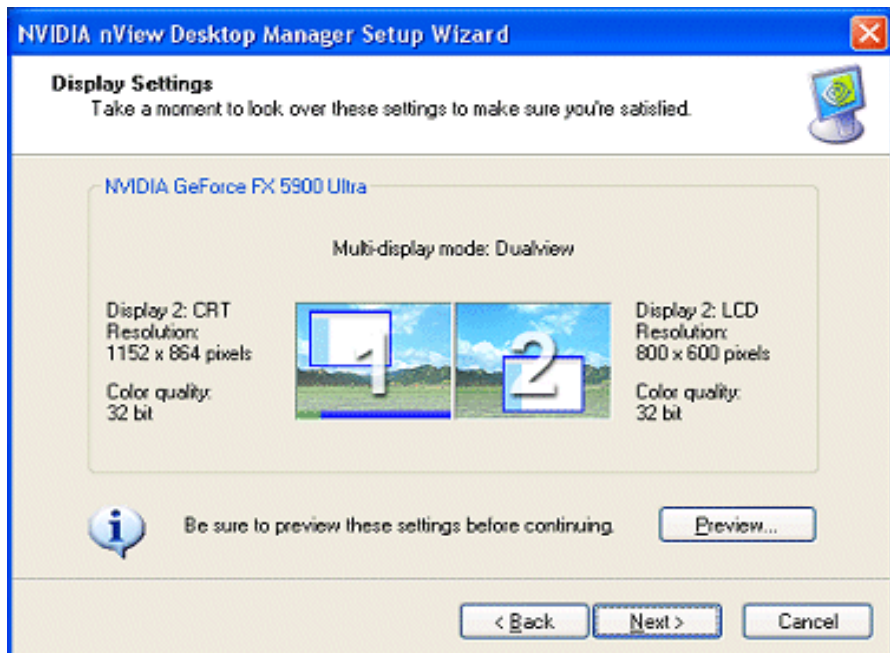 NVIDIA nView Desktop Manager Setup Wizard
Display Settings
Take a moment to look over these settings to make sure you're satisfied.
NVIDIA GeForce FX 5900 Ultra
Multi-display mode: Dualview
Display 2: CRT
Resolution:
1152 x 864 pixels
Color quality:
32 bit
1
2
Display 2: LCD
Resolution:
800 x 600 pixels
Color quality:
32 bit
Be sure to preview these settings before continuing.
Preview...
< Back
Next >
Cancel